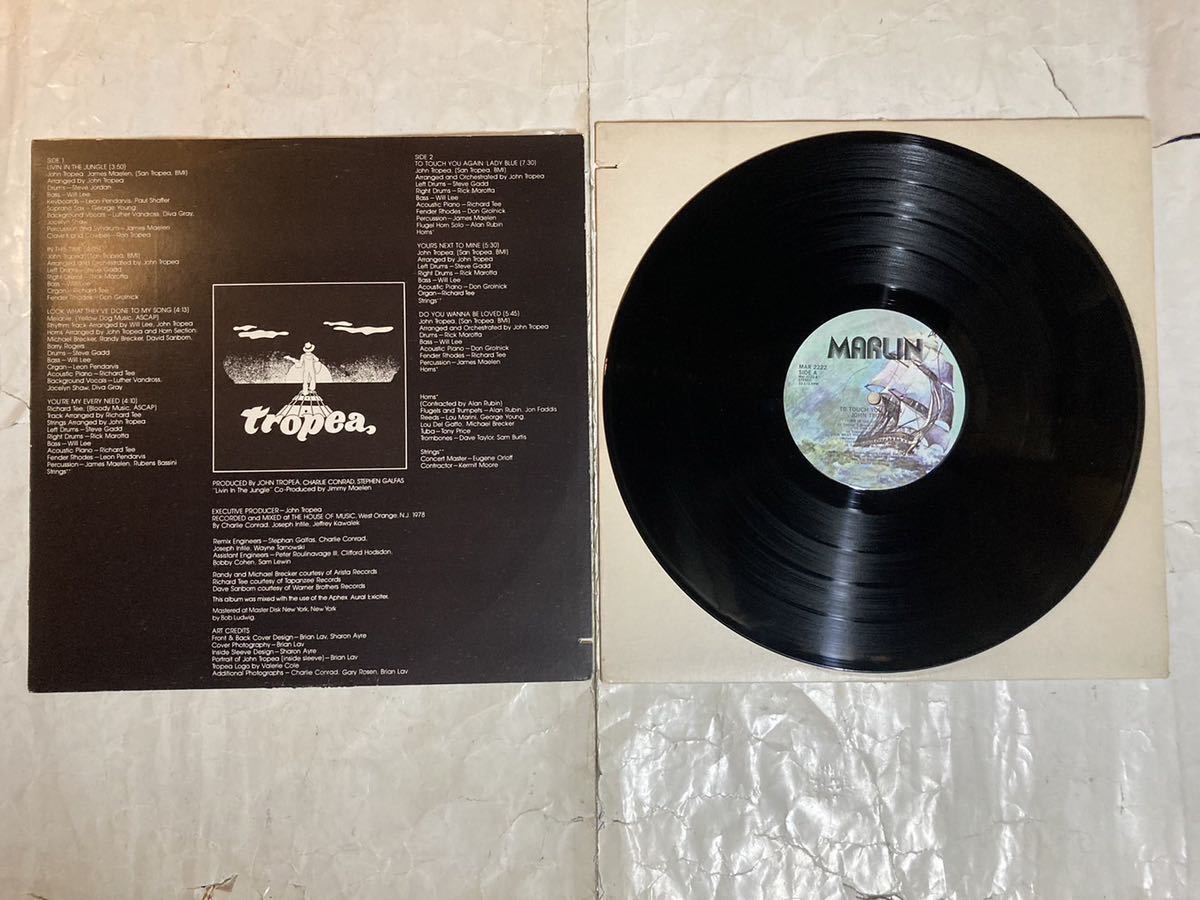 SIDE 1
LIVIN IN THE JUNGLE (3:50)
John Tropea, James Maelen, (San Tropea, BMI)
Arranged by John Tropea
Drums—Steve Jordan
Bass—Will Lee
Keyboards—Leon Pendarvis, Paul Shaffer
Soprano Sax—George Young
Background Vocals—Luther Vandross, Diva Gray,
Jocelyn Shaw
Percussion and Syndrum—James Maelen
Claves and Cowbell—Ron Tropea
IN THIS TIME
John Tropea, (San Tropea, BMI)
Arranged and Orchestrated by John Tropea
Left Drums—Steve Gadd
Right Drums—Rick Marotta
Bass—Will Lee
Organ—Richard Tee
Fender Rhodes—Don Grolnick
LOOK WHAT THEY'VE DONE TO MY SONG (4:13)
Melanie, (Yellow Dog Music, ASCAP)
Rhythm Track Arranged by Will Lee, John Tropea
Horns Arranged by John Tropea and Horn Section:
Michael Brecker, Randy Brecker, David Sanborn,
Barry Rogers
Drums—Steve Gadd
Bass—Will Lee
Organ—Leon Pendarvis
Acoustic Piano—Richard Tee
Background Vocals—Luther Vandross,
Jocelyn Shaw, Diva Gray
YOU'RE MY EVERY NEED (4:10)
Richard Tee, (Bloody Music, ASCAP)
Track Arranged by Richard Tee
Strings Arranged by John Tropea
Left Drums—Steve Gadd
Right Drums—Rick Marotta
Bass—Will Lee
Acoustic Piano—Richard Tee
Fender Rhodes—Leon Pendarvis
Percussion—James Maelen, Rubens Bassini
Strings**
tropea,
PRODUCED By JOHN TROPEA, CHARLIE CONRAD, STEPHEN GALFAS
"Livin In The Jungle" Co-Produced by Jimmy Maelen
EXECUTIVE PRODUCER—John Tropea
RECORDED and MIXED at THE HOUSE OF MUSIC, West Orange, N.J. 1978
By Charlie Conrad, Joseph Infile, Jeffrey Kawalek
Remix Engineers—Stephan Galfas, Charlie Conrad,
Joseph Infile, Wayne Tarnowski
Assistant Engineers—Peter Roulinavage III, Clifford Hodsdon,
Bobby Cohen, Sam Lewin
Randy and Michael Brecker courtesy of Arista Records
Richard Tee courtesy of Tapanzee Records
Dave Sanborn courtesy of Warner Brothers Records
This album was mixed with the use of the Aphex Aural Exciter.
Mastered at Master Disk New York, New York
by Bob Ludwig.
ART CREDITS
Front & Back Cover Design—Brian Lav, Sharon Ayre
Cover Photography—Brian Lav
Inside Sleeve Design—Sharon Ayre
Portrait of John Tropea (inside sleeve)—Brian Lav
Tropea Logo by Valerie Cole
Additional Photographs—Charlie Conrad, Gary Rosen, Brian Lav
SIDE 2
TO TOUCH YOU AGAIN LADY BLUE (7:30)
John Tropea, (San Tropea, BMI)
Arranged and Orchestrated by John Tropea
Left Drums—Steve Gadd
Right Drums—Rick Marotta
Bass—Will Lee
Acoustic Piano—Richard Tee
Fender Rhodes—Don Grolnick
Percussion—James Maelen
Flugel Horn Solo—Alan Rubin
Horns*
YOURS NEXT TO MINE (5:30)
John Tropea, (San Tropea, BMI)
Arranged by John Tropea
Left Drums—Steve Gadd
Right Drums—Rick Marotta
Bass—Will Lee
Acoustic Piano—Don Grolnick
Organ—Richard Tee
Strings**
DO YOU WANNA BE LOVED (5:45)
John Tropea, (San Tropea, BMI)
Arranged and Orchestrated by John Tropea
Drums—Rick Marotta
Bass—Will Lee
Acoustic Piano—Don Grolnick
Fender Rhodes—Richard Tee
Percussion—James Maelen
Horns*
Horns*
(Contracted by Alan Rubin)
Flugels and Trumpets—Alan Rubin, Jon Faddis
Reeds—Lou Marini, George Young,
Lou Del Gatto, Michael Brecker
Tuba—Tony Price
Trombones—Dave Taylor, Sam Burtis
Strings**
Concert Master—Eugene Orloff
Contractor—Kermit Moore
MARLIN
MAR 2222
SIDE A
STEREO
TO TOUCH YOU
JOHN